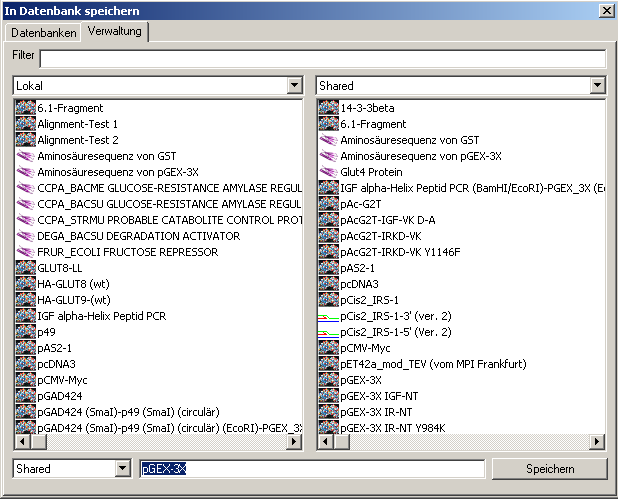 In Datenbank speichern
Datenbanken Verwaltung
Filter
Lokal
6.1-Fragment
Alignment-Test 1
Alignment-Test 2
Aminosäuresequenz von GST
Aminosäuresequenz von pGEX-3X
CCPA_BACME GLUCOSE-RESISTANCE AMYLASE REGUL
CCPA_BACSU GLUCOSE-RESISTANCE AMYLASE REGUL
CCPA_STRMU PROBABLE CATABOLITE CONTROL PROT
DEGA_BACSU DEGRADATION ACTIVATOR
FRUR_ECOLI FRUCTOSE REPRESSOR
GLUT8-LL
HA-GLUT8 (wt)
HA-GLUT9-(wt)
IGF alpha-Helix Peptid PCR
p49
pAS2-1
pcDNA3
pCMV-Myc
pGAD424
pGAD424 (SmaI)-p49 (SmaI) (circulär)
pGAD424 (SmaI)-p49 (SmaI) (circulär) (EcoRI)-PGEX_3X
Shared
14-3-3beta
6.1-Fragment
Aminosäuresequenz von GST
Aminosäuresequenz von pGEX-3X
Glut4 Protein
IGF alpha-Helix Peptid PCR (BamHI/EcoRI)-PGEX_3X (Ec
pAc-G2T
pAcG2T-IGF-VK D-A
pAcG2T-IRKD-VK
pAcG2T-IRKD-VK Y1146F
pAS2-1
pcDNA3
pCis2_IRS-1
pCis2_IRS-1-3' (ver. 2)
pCis2_IRS-1-5' (Ver. 2)
pCMV-Myc
pET42a_mod_TEV (vom MPI Frankfurt)
pGEX-3X
pGEX-3X IGF-NT
pGEX-3X IR-NT
pGEX-3X IR-NT Y984K
Shared pGEX-3X Speichern